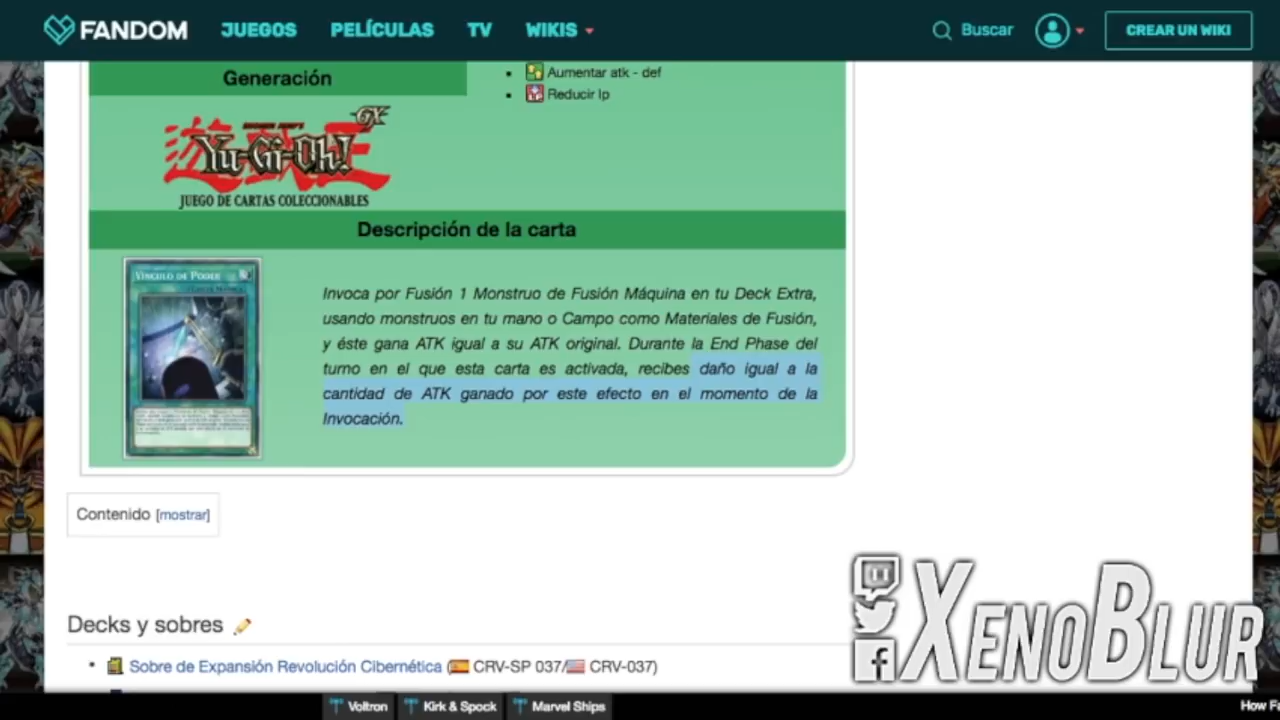 FANDOM JUEGOS PELÍCULAS TV WIKIS Buscar CREAR UN WIKI
Generación
Aumentar atk - def
Reducir lp
Yu-Gi-Oh! GX
JUEGO DE CARTAS COLECCIONABLES
Descripción de la carta
VÍNCULO DE PODER
Invoca por Fusión 1 Monstruo de Fusión Máquina en tu Deck Extra,
usando monstruos en tu mano o Campo como Materiales de Fusión,
y éste gana ATK igual a su ATK original. Durante la End Phase del
turno en el que esta carta es activada, recibes daño igual a la
cantidad de ATK ganado por este efecto en el momento de la
Invocación.
Contenido [mostrar]
Decks y sobres
Sobre de Expansión Revolución Cibernética (CRV-SP 037/CRV-037)
XENOBLUR
Voltron Kirk & Spock Marvel Ships How